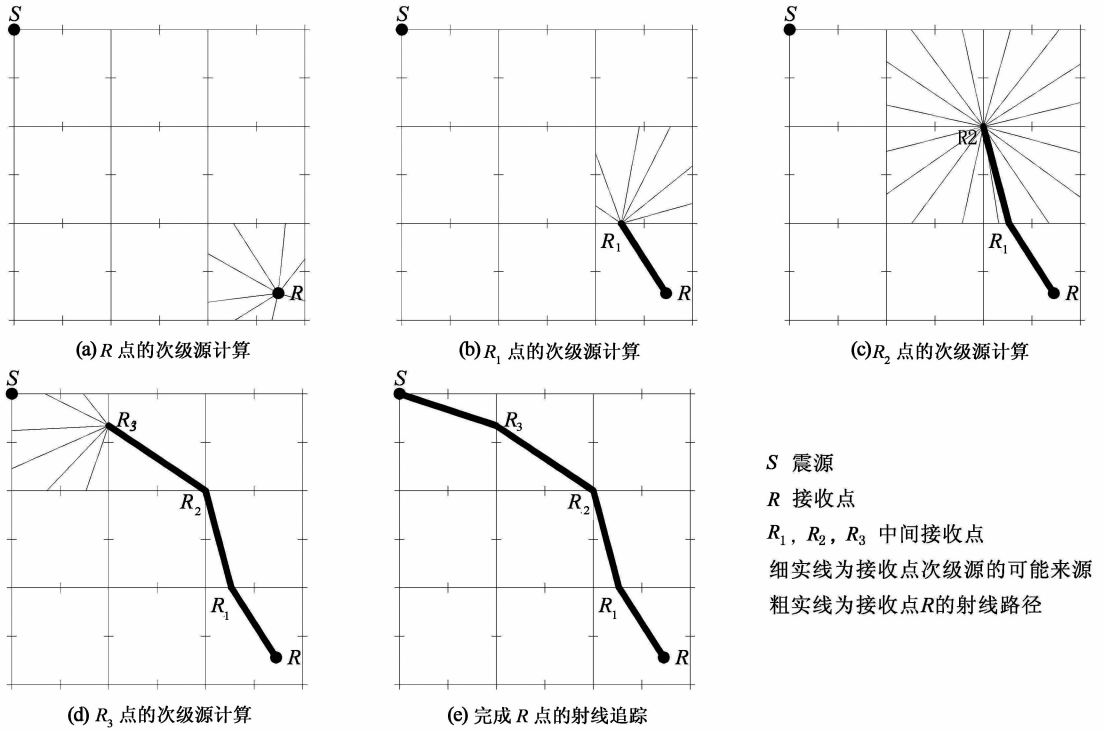 S
R
(a) R 点的次级源计算
S
R₁
R
(b) R₁ 点的次级源计算
S
R2
R₁
R
(c) R₂ 点的次级源计算
S
R₃
R₂
R₁
R
(d) R₃ 点的次级源计算
S
R₃
R₂
R₁
R
(e) 完成 R 点的射线追踪
S 震源
R 接收点
R₁, R₂, R₃ 中间接收点
细实线为接收点次级源的可能来源
粗实线为接收点R的射线路径